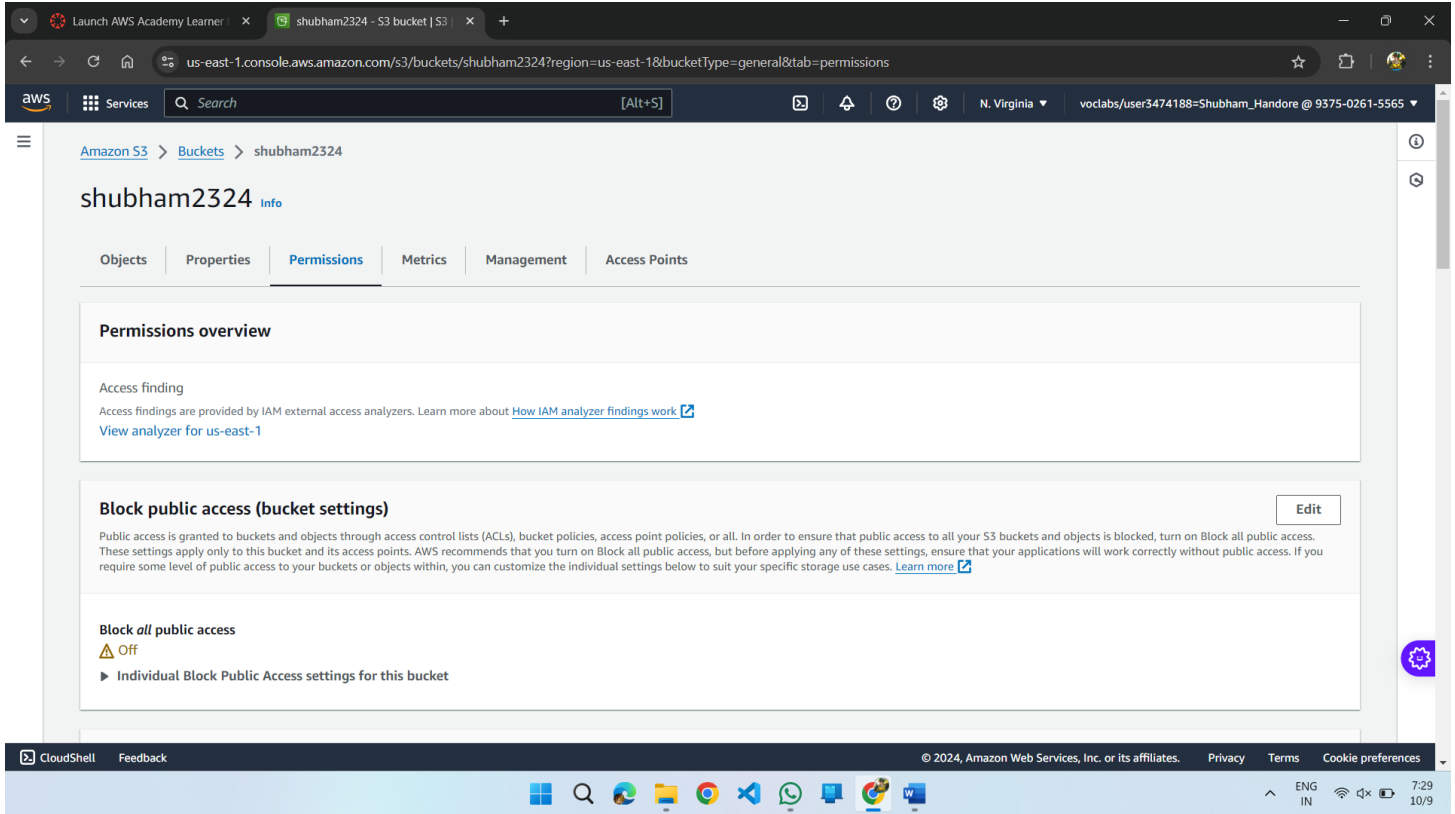 Launch AWS Academy Learner
shubham2324 - S3 bucket | S3 |
us-east-1.console.aws.amazon.com/s3/buckets/shubham2324?region=us-east-1&bucketType=general&tab=permissions
aws
Services
Search
[Alt+S]
N. Virginia
voclabs/user3474188=Shubham_Handore @ 9375-0261-5565
Amazon S3 > Buckets > shubham2324
shubham2324 Info
Objects
Properties
Permissions
Metrics
Management
Access Points
Permissions overview
Access finding
Access findings are provided by IAM external access analyzers. Learn more about How IAM analyzer findings work
View analyzer for us-east-1
Block public access (bucket settings)
Edit
Public access is granted to buckets and objects through access control lists (ACLs), bucket policies, access point policies, or all. In order to ensure that public access to all your S3 buckets and objects is blocked, turn on Block all public access.
These settings apply only to this bucket and its access points. AWS recommends that you turn on Block all public access, but before applying any of these settings, ensure that your applications will work correctly without public access. If you
require some level of public access to your buckets or objects within, you can customize the individual settings below to suit your specific storage use cases. Learn more
Block all public access
Off
Individual Block Public Access settings for this bucket
CloudShell
Feedback
© 2024, Amazon Web Services, Inc. or its affiliates.
Privacy
Terms
Cookie preferences
ENG
IN
7:29
10/9